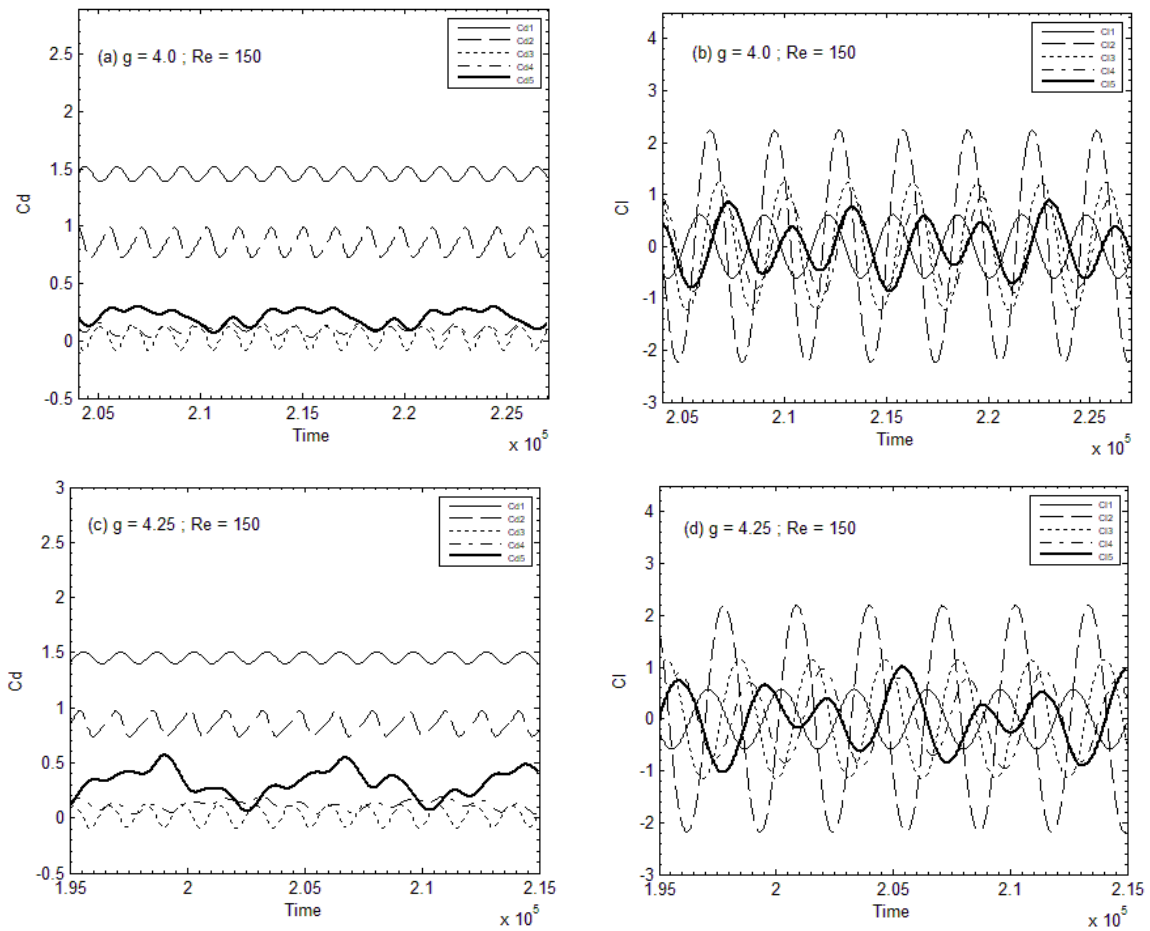 (a) g = 4.0 ; Re = 150
Cd1
Cd2
Cd3
Cd4
Cd5
2.5
2
1.5
1
0.5
0
-0.5
Cd
2.05
2.1
2.15
2.2
2.25
Time
x 10^5
(b) g = 4.0 ; Re = 150
Cl1
Cl2
Cl3
Cl4
Cl5
4
3
2
1
0
-1
-2
-3
Cl
2.05
2.1
2.15
2.2
2.25
Time
x 10^5
(c) g = 4.25 ; Re = 150
Cd1
Cd2
Cd3
Cd4
Cd5
3
2.5
2
1.5
1
0.5
0
-0.5
Cd
1.95
2
2.05
2.1
2.15
Time
x 10^5
(d) g = 4.25 ; Re = 150
Cl1
Cl2
Cl3
Cl4
Cl5
4
3
2
1
0
-1
-2
-3
Cl
1.95
2
2.05
2.1
2.15
Time
x 10^5